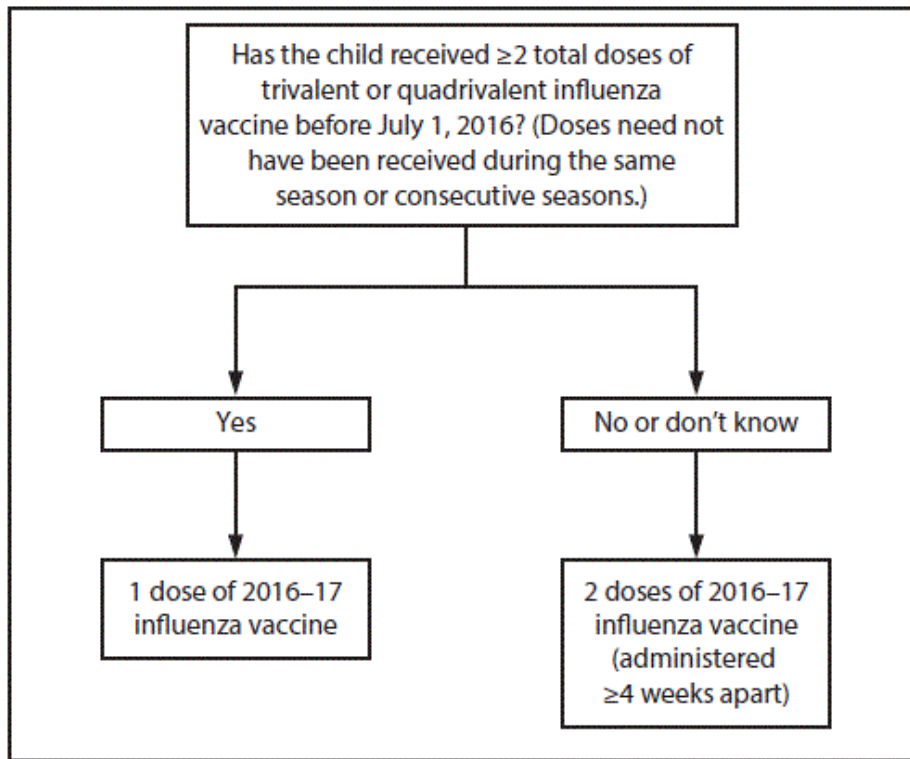 Has the child received ≥2 total doses of
trivalent or quadrivalent influenza
vaccine before July 1, 2016? (Doses need not
have been received during the same
season or consecutive seasons.)
Yes
No or don't know
1 dose of 2016–17
influenza vaccine
2 doses of 2016–17
influenza vaccine
(administered
≥4 weeks apart)